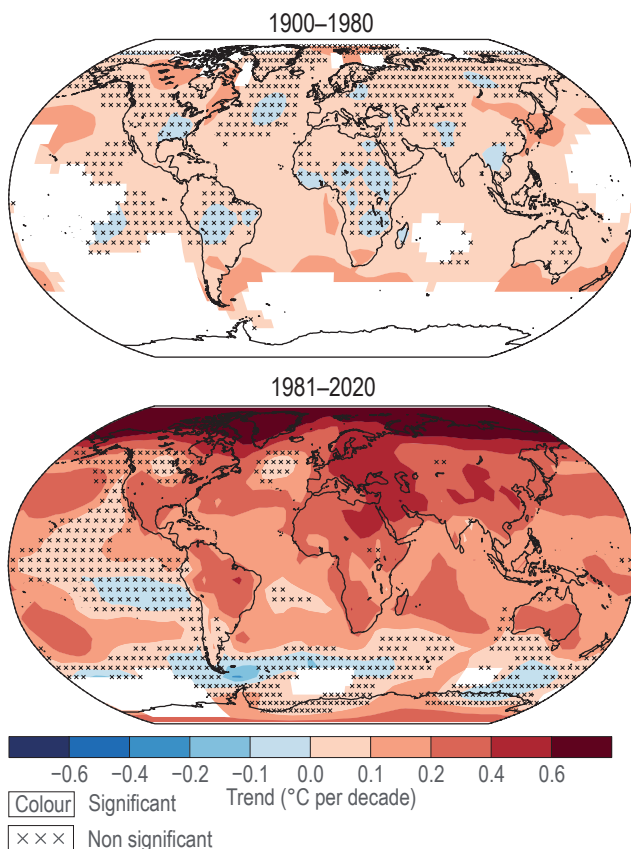 1900–1980
1981–2020
−0.6 −0.4 −0.2 −0.1 0.0 0.1 0.2 0.4 0.6
Colour Significant Trend (°C per decade)
××× Non significant